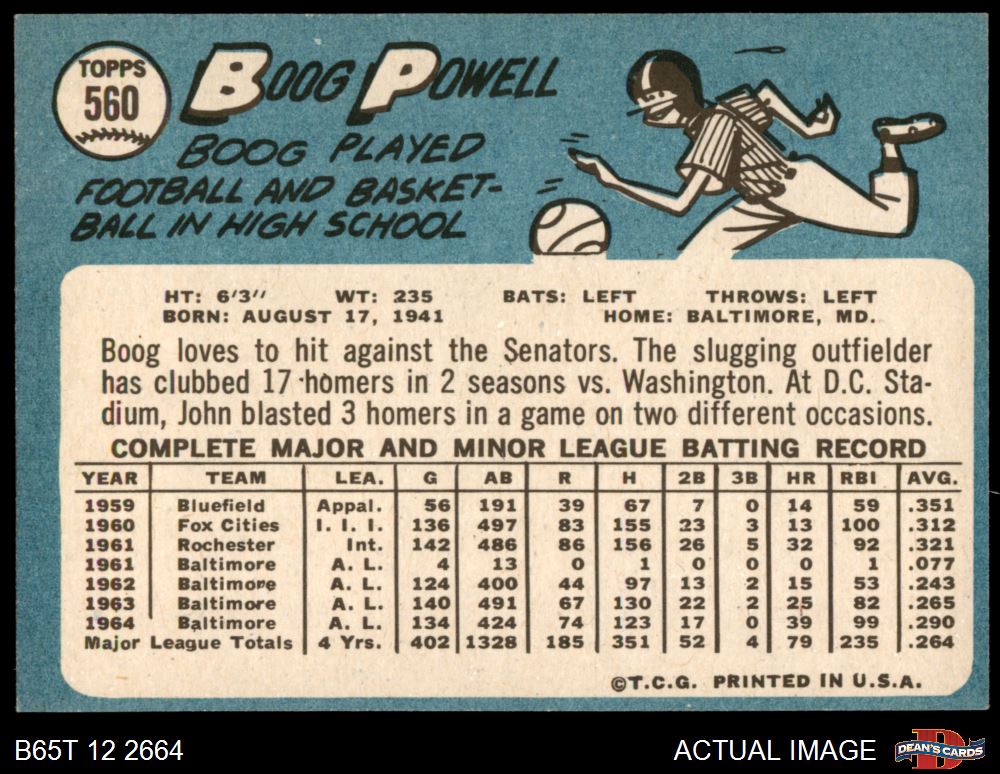 TOPPS
560
BOOG POWELL
BOOG PLAYED
FOOTBALL AND BASKET-
BALL IN HIGH SCHOOL
HT: 6'3" WT: 235 BATS: LEFT THROWS: LEFT
BORN: AUGUST 17, 1941 HOME: BALTIMORE, MD.
Boog loves to hit against the Senators. The slugging outfielder
has clubbed 17 homers in 2 seasons vs. Washington. At D.C. Sta-
dium, John blasted 3 homers in a game on two different occasions.
COMPLETE MAJOR AND MINOR LEAGUE BATTING RECORD
YEAR TEAM LEA. G AB R H 2B 3B HR RBI AVG.
1959 Bluefield Appal. 56 191 39 67 7 0 14 59 .351
1960 Fox Cities I. I. I. 136 497 83 155 23 3 13 100 .312
1961 Rochester Int. 142 486 86 156 26 5 32 92 .321
1961 Baltimore A. L. 4 13 0 1 0 0 0 1 .077
1962 Baltimore A. L. 124 400 44 97 13 2 15 53 .243
1963 Baltimore A. L. 140 491 67 130 22 2 25 82 .265
1964 Baltimore A. L. 134 424 74 123 17 0 39 99 .290
Major League Totals 4 Yrs. 402 1328 185 351 52 4 79 235 .264
©T.C.G. PRINTED IN U.S.A.
B65T 12 2664 ACTUAL IMAGE DEAN'S CARDS